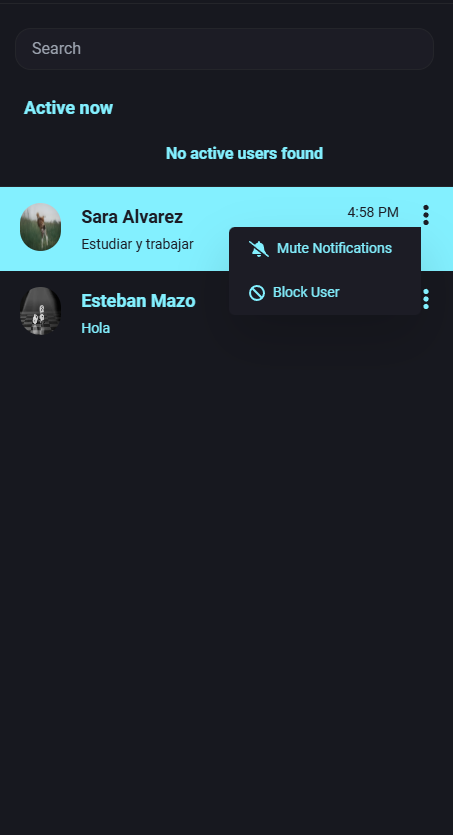 Search
Active now
No active users found
Sara Alvarez
4:58 PM
Estudiar y trabajar
Mute Notifications
Block User
Esteban Mazo
Hola